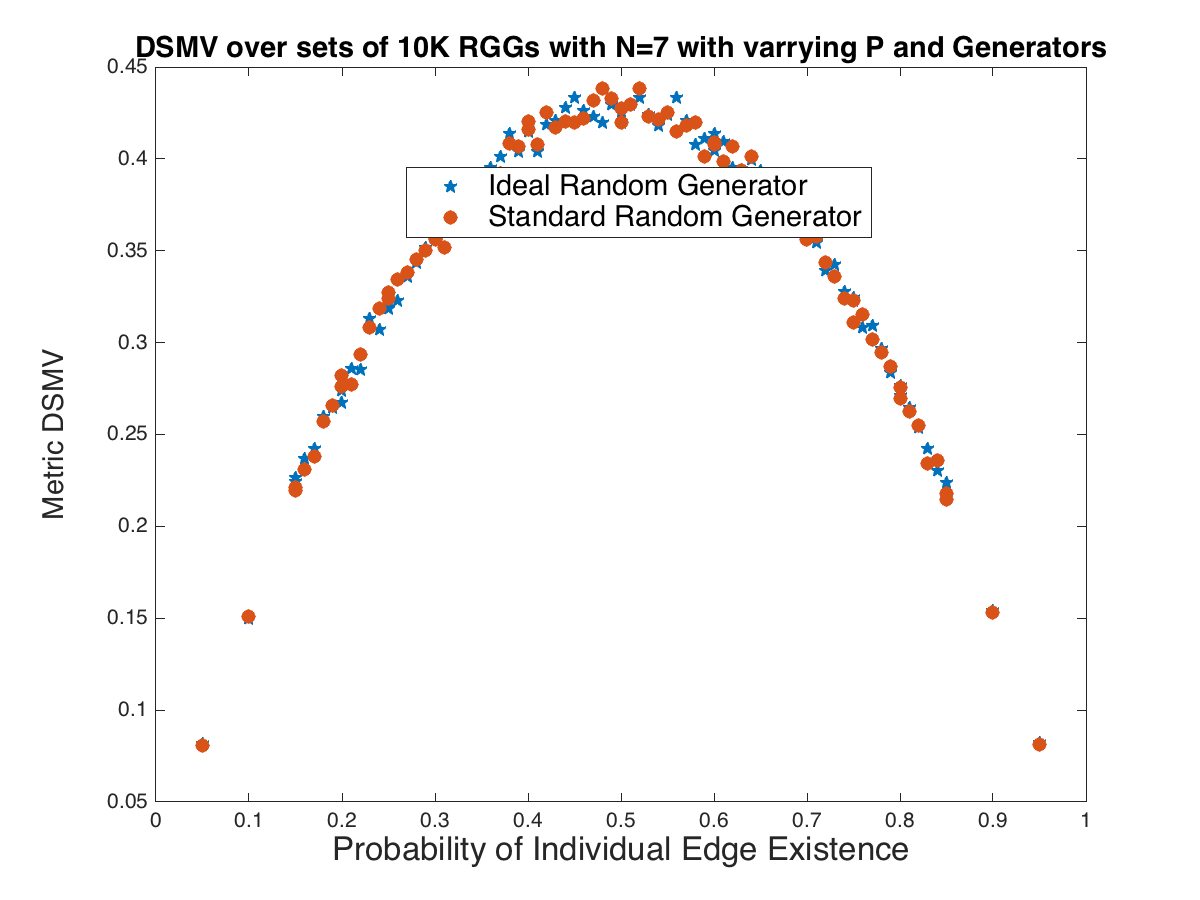 DSMV over sets of 10K RGGs with N=7 with varrying P and Generators
0.45
0.4
0.35
0.3
0.25
0.2
0.15
0.1
0.05
Metric DSMV
Ideal Random Generator
Standard Random Generator
0 0.1 0.2 0.3 0.4 0.5 0.6 0.7 0.8 0.9 1
Probability of Individual Edge Existence